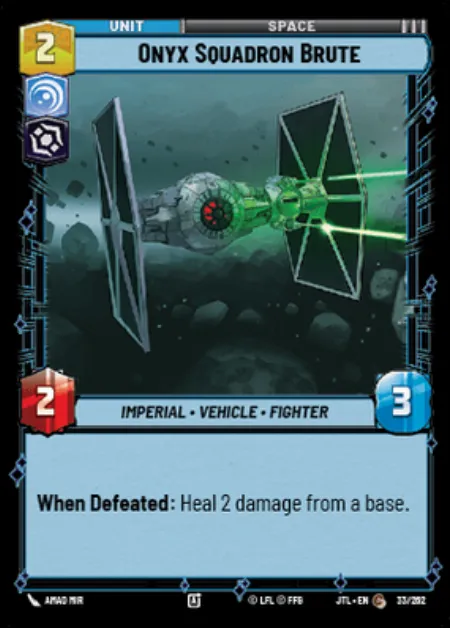 UNIT SPACE
2 ONYX SQUADRON BRUTE
2 IMPERIAL • VEHICLE • FIGHTER 3
When Defeated: Heal 2 damage from a base.
AMAD MIR A © LFL © FFG JTL • EN 33/262